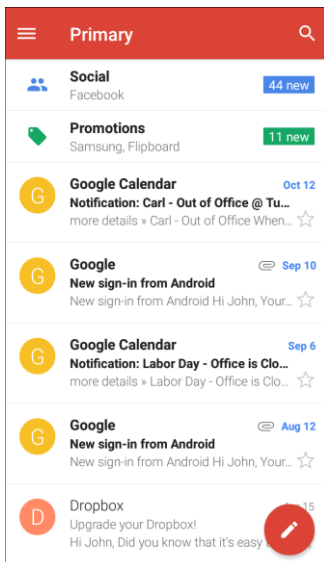 Primary
Social
Facebook
44 new
Promotions
Samsung, Flipboard
11 new
G
Google Calendar
Oct 12
Notification: Carl - Out of Office @ Tu...
more details » Carl - Out of Office When...
G
Google
Sep 10
New sign-in from Android
New sign-in from Android Hi John, Your...
G
Google Calendar
Sep 6
Notification: Labor Day - Office is Clo...
more details » Labor Day - Office is Clo...
G
Google
Aug 12
New sign-in from Android
New sign-in from Android Hi John, Your...
D
Dropbox
15
Upgrade your Dropbox!
Hi John, Did you know that it's easy